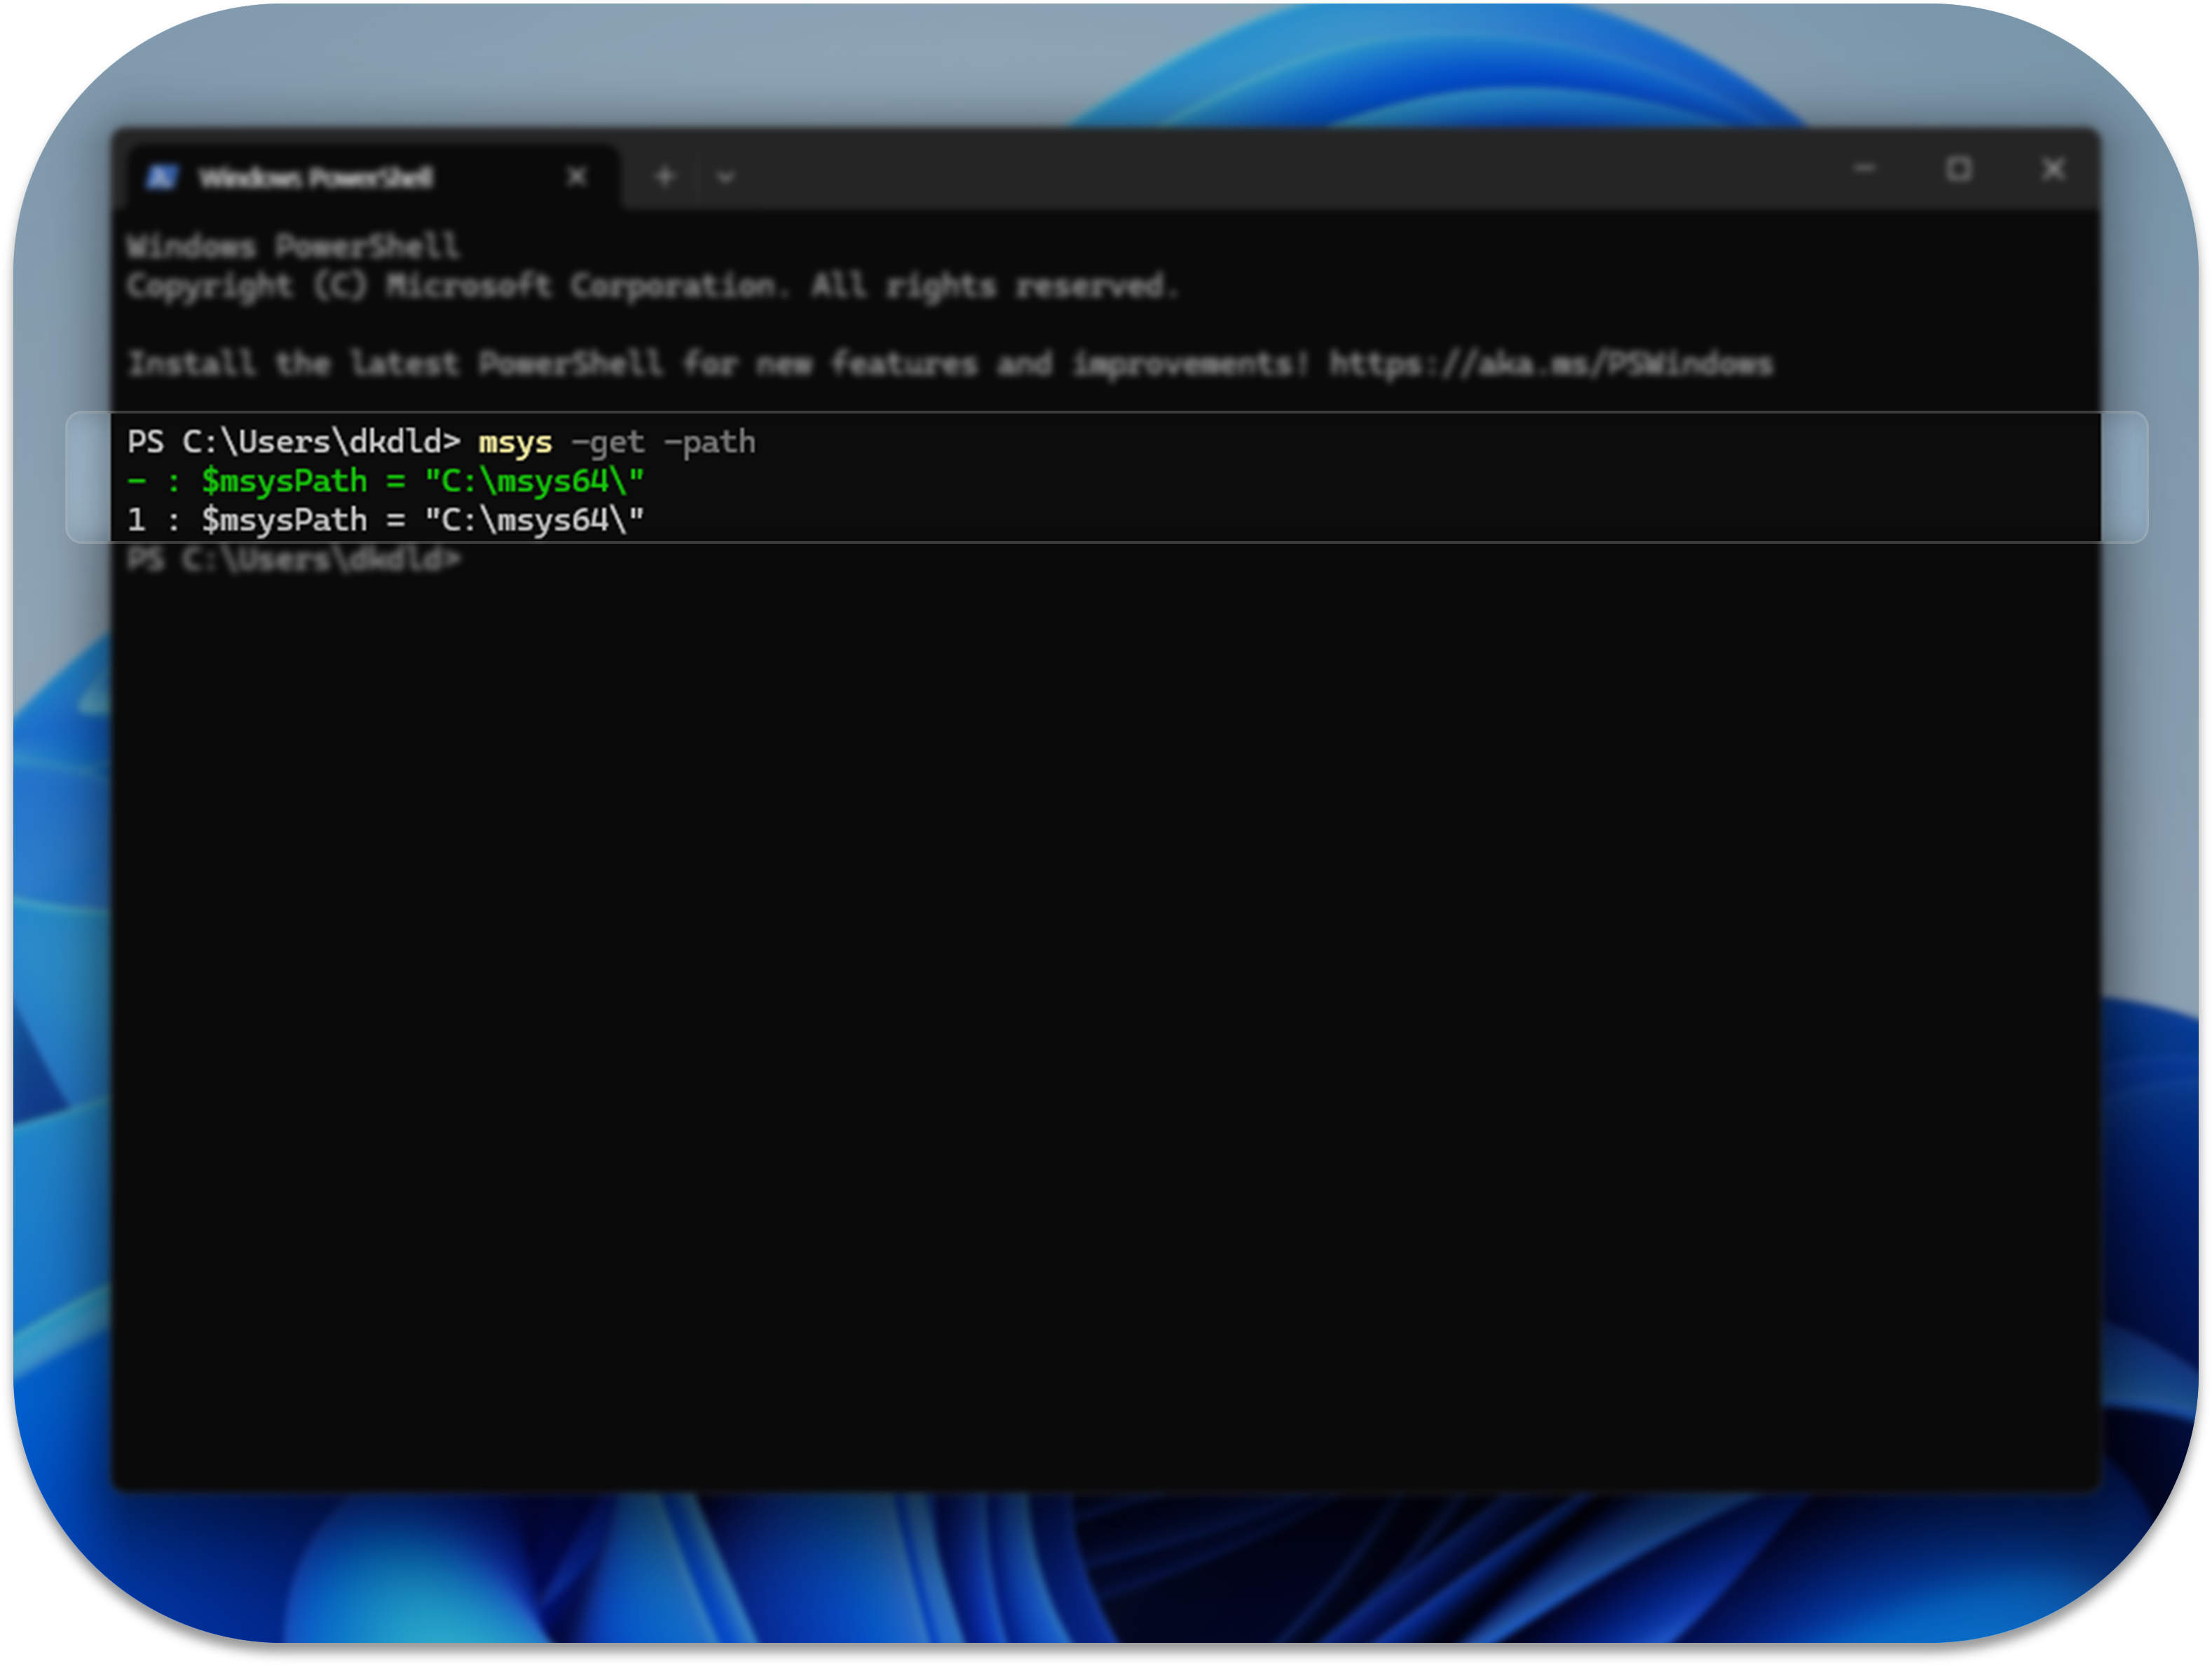 Windows PowerShell
Windows PowerShell
Copyright (C) Microsoft Corporation. All rights reserved.
Install the latest PowerShell for new features and improvements! https://aka.ms/PSWindows
PS C:\Users\dkdld> msys -get -path
- : $msysPath = "C:\msys64\"
1 : $msysPath = "C:\msys64\"
PS C:\Users\dkdld>